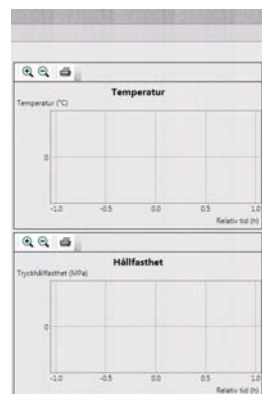 Temperatur
Temperatur (°C)
0
-1.0 -0.5 0.0 0.5 1.0
Relativ tid (h)
Hållfasthet
Tryckhållfasthet (MPa)
0
-1.0 -0.5 0.0 0.5 1.0
Relativ tid (h)